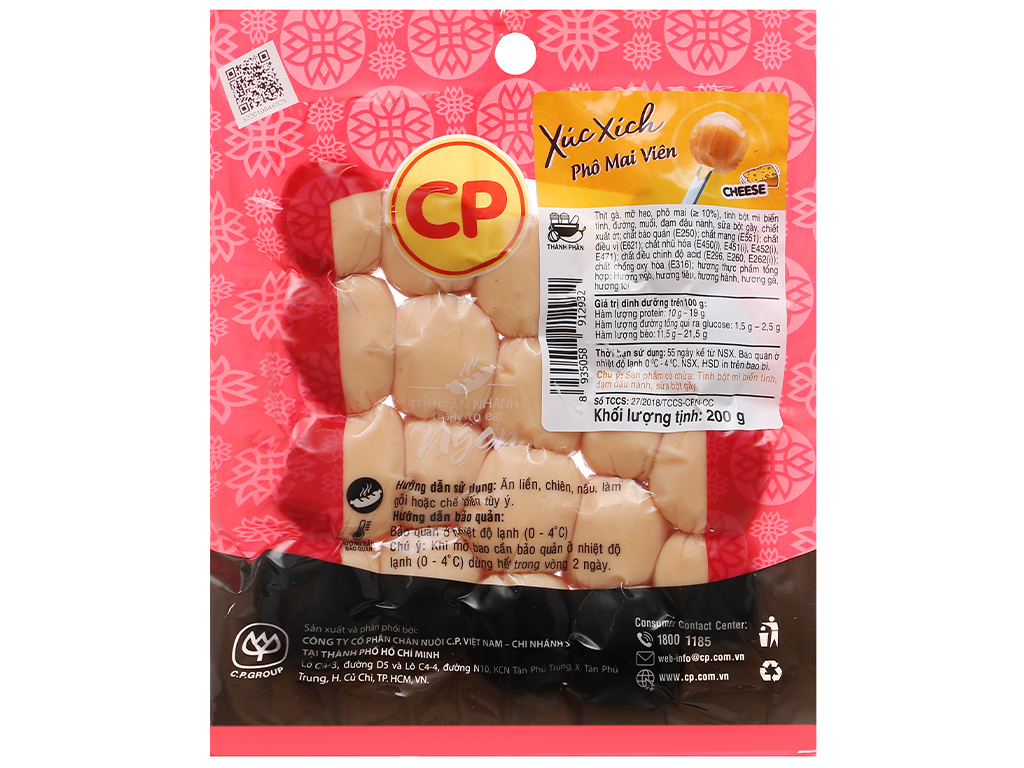 Xúc Xích
Phô Mai Viên
CHEESE
CP
THÀNH PHẦN
Thịt gà, mỡ heo, phô mai (≥ 10%), tinh bột mì biến
tính, đường, muối, đạm đậu nành, sữa bột gầy, chiết
xuất ớt; chất bảo quản (E250); chất mang (E551); chất
điều vị (E621); chất nhũ hóa (E450(i), E451(i), E452(i),
E471); chất điều chỉnh độ acid (E296, E260, E262(i));
chất chống oxy hóa (E316); hương thực phẩm tổng
hợp: Hương ngò, hương tiêu, hương hành, hương gà,
hương tỏi.
Giá trị dinh dưỡng trên 100 g:
Hàm lượng protein: 10 g – 19 g
Hàm lượng đường tổng qui ra glucose: 1,5 g – 2,5 g
Hàm lượng béo: 11,5 g – 21,5 g
Thời hạn sử dụng: 55 ngày kể từ NSX. Bảo quản ở
nhiệt độ lạnh 0 °C - 4 °C. NSX, HSD in trên bao bì.
Chú ý: Sản phẩm có chứa: Tinh bột mì biến tính,
đạm đậu nành, sữa bột gầy.
Số TCCS: 27/2018/TCCS-CFN-CC
Khối lượng tịnh: 200 g
8 935058 912932
THỨC ĂN NHANH
Ready to eat
Ngon
Hướng dẫn sử dụng: Ăn liền, chiên, nấu, làm
gỏi hoặc chế biến tùy ý.
Hướng dẫn bảo quản:
Bảo quản ở nhiệt độ lạnh (0 - 4°C)
Chú ý: Khi mở bao cần bảo quản ở nhiệt độ
lạnh (0 - 4°C) dùng hết trong vòng 2 ngày.
HƯỚNG DẪN
BẢO QUẢN
C.P.GROUP
Sản xuất và phân phối bởi:
CÔNG TY CỔ PHẦN CHĂN NUÔI C.P. VIỆT NAM – CHI NHÁNH 5
TẠI THÀNH PHỐ HỒ CHÍ MINH
Lô C4-3, đường D5 và Lô C4-4, đường N10, KCN Tân Phú Trung, X. Tân Phú
Trung, H. Củ Chi, TP. HCM, VN.
Consumer Contact Center:
1800 1185
web-info@cp.com.vn
www.cp.com.vn